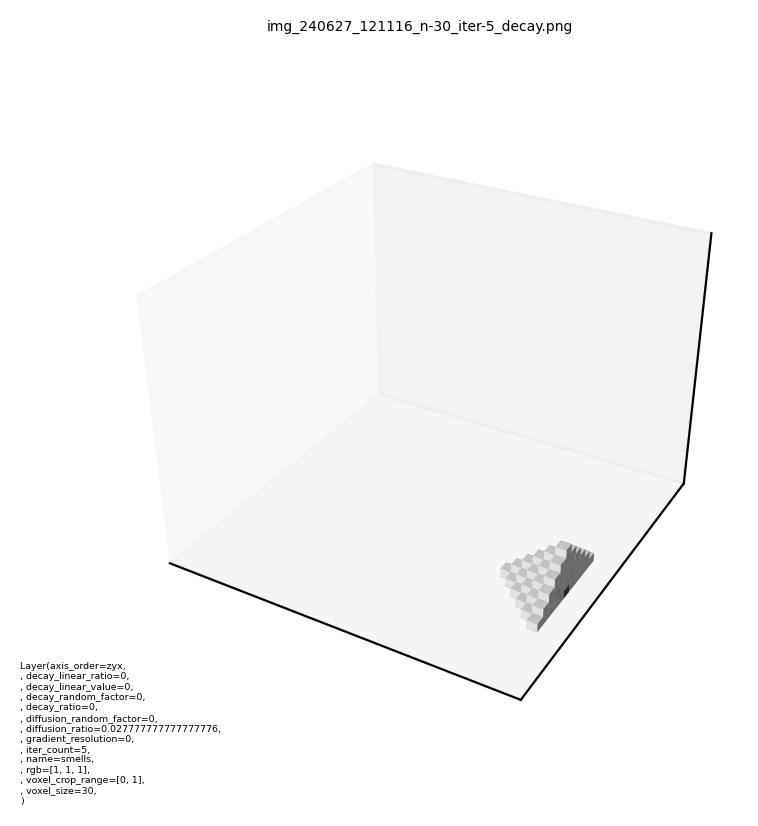 img_240627_121116_n-30_iter-5_decay.png
Layer(axis_order=zyx,
, decay_linear_ratio=0,
, decay_linear_value=0,
, decay_random_factor=0,
, decay_ratio=0,
, diffusion_random_factor=0,
, diffusion_ratio=0.027777777777777776,
, gradient_resolution=0,
, iter_count=5,
, name=smells,
, rgb=[1, 1, 1],
, voxel_crop_range=[0, 1],
, voxel_size=30,
)